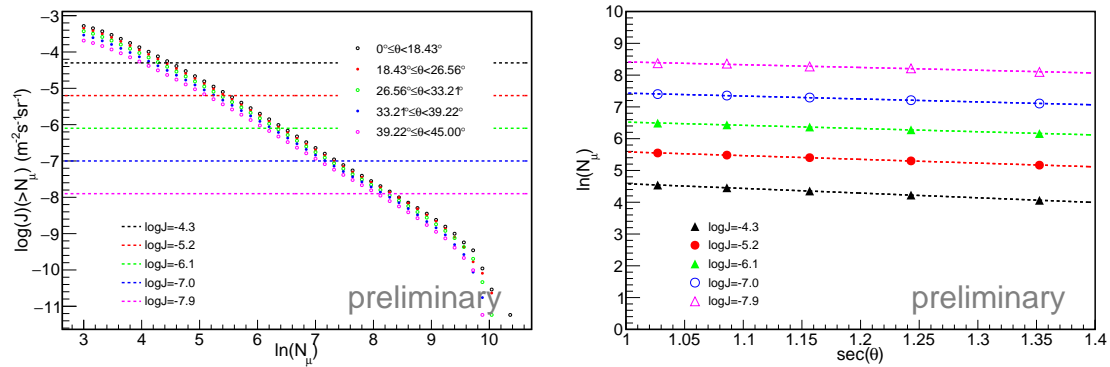 log(J)(>Nμ) (m⁻²s⁻¹sr⁻¹)
−3
−4
−5
−6
−7
−8
−9
−10
−11
0°≤θ<18.43°
18.43°≤θ<26.56°
26.56°≤θ<33.21°
33.21°≤θ<39.22°
39.22°≤θ<45.00°
logJ=-4.3
logJ=-5.2
logJ=-6.1
logJ=-7.0
logJ=-7.9
preliminary
3 4 5 6 7 8 9 10
ln(Nμ)
ln(Nμ)
10
9
8
7
6
5
4
3
2
1
0
logJ=-4.3
logJ=-5.2
logJ=-6.1
logJ=-7.0
logJ=-7.9
preliminary
1 1.05 1.1 1.15 1.2 1.25 1.3 1.35 1.4
sec(θ)